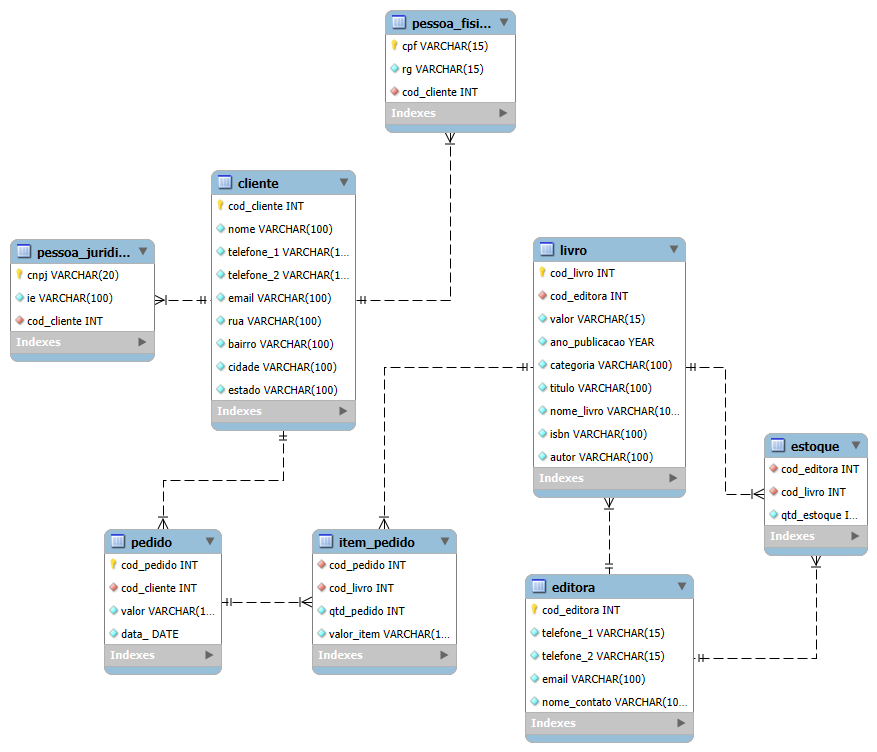 pessoa_fisi...
cpf VARCHAR(15)
rg VARCHAR(15)
cod_cliente INT
Indexes
cliente
cod_cliente INT
nome VARCHAR(100)
telefone_1 VARCHAR(1...
telefone_2 VARCHAR(1...
email VARCHAR(100)
rua VARCHAR(100)
bairro VARCHAR(100)
cidade VARCHAR(100)
estado VARCHAR(100)
Indexes
pessoa_juridi...
cnpj VARCHAR(20)
ie VARCHAR(100)
cod_cliente INT
Indexes
livro
cod_livro INT
cod_editora INT
valor VARCHAR(15)
ano_publicacao YEAR
categoria VARCHAR(100)
titulo VARCHAR(100)
nome_livro VARCHAR(10...
isbn VARCHAR(100)
autor VARCHAR(100)
Indexes
estoque
cod_editora INT
cod_livro INT
qtd_estoque I...
Indexes
pedido
cod_pedido INT
cod_cliente INT
valor VARCHAR(1...
data_ DATE
Indexes
item_pedido
cod_pedido INT
cod_livro INT
qtd_pedido INT
valor_item VARCHAR(1...
Indexes
editora
cod_editora INT
telefone_1 VARCHAR(15)
telefone_2 VARCHAR(15)
email VARCHAR(100)
nome_contato VARCHAR(10...
Indexes